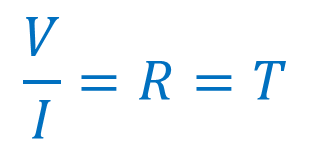 V/I = R = T